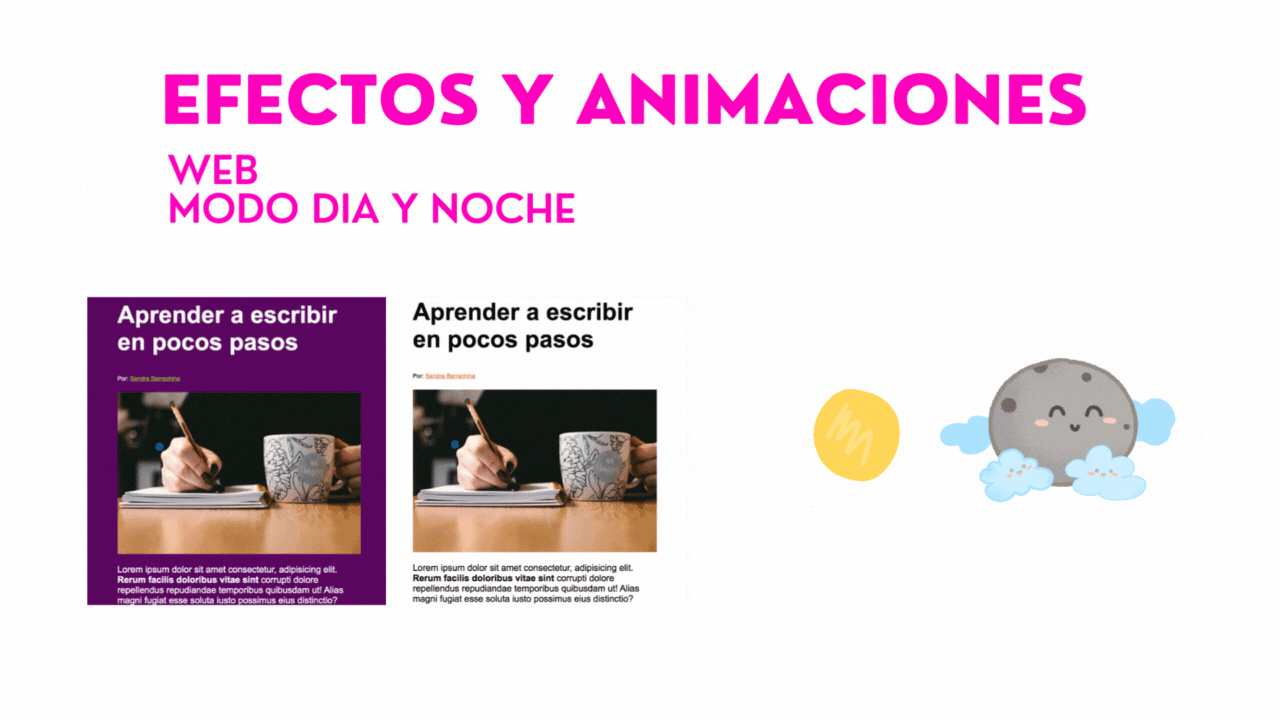 EFECTOS Y ANIMACIONES
WEB
MODO DIA Y NOCHE
Aprender a escribir
en pocos pasos
Por: Sandra Barrachina
Lorem ipsum dolor sit amet consectetur, adipisicing elit.
Rerum facilis doloribus vitae sint corrupti dolore
repellendus repudiandae temporibus quibusdam ut! Alias
magni fugiat esse soluta iusto possimus eius distinctio?
Aprender a escribir
en pocos pasos
Por: Sandra Barrachina
Lorem ipsum dolor sit amet consectetur, adipisicing elit.
Rerum facilis doloribus vitae sint corrupti dolore
repellendus repudiandae temporibus quibusdam ut! Alias
magni fugiat esse soluta iusto possimus eius distinctio?